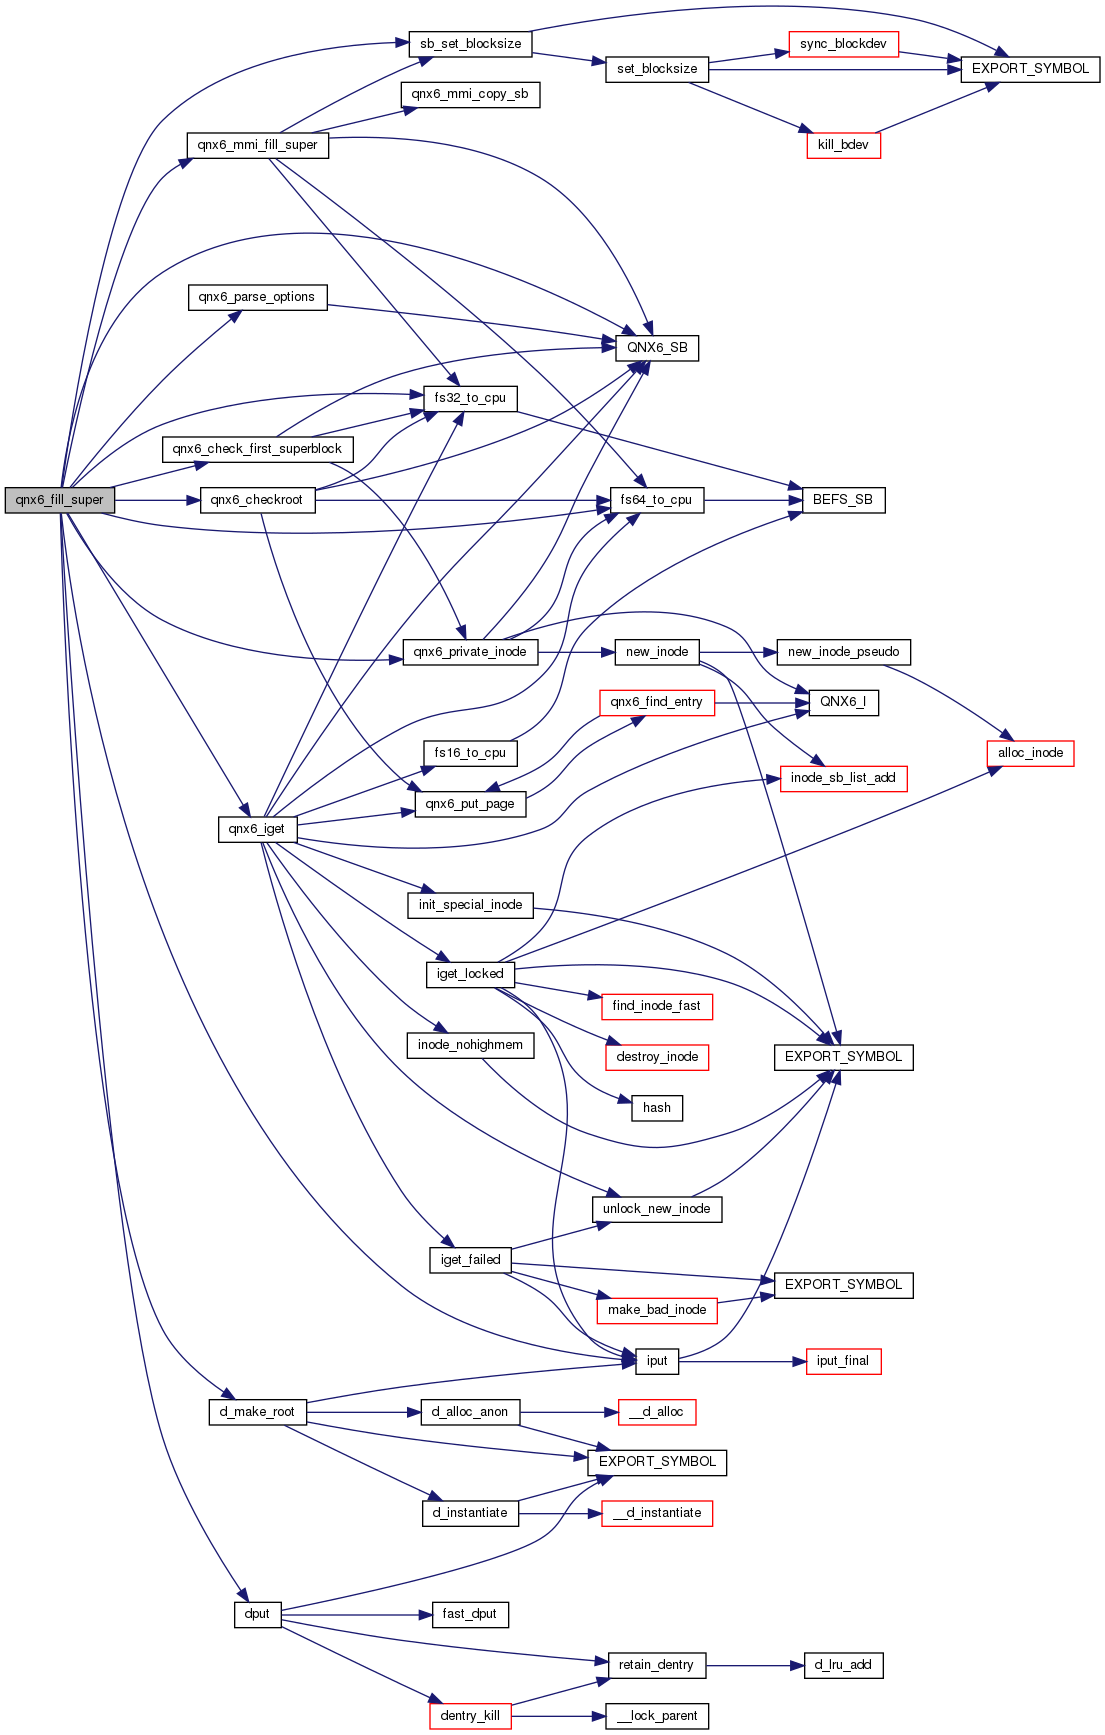 sb_set_blocksize
sync_blockdev
set_blocksize
EXPORT_SYMBOL
qnx6_mmi_copy_sb
qnx6_mmi_fill_super
kill_bdev
qnx6_parse_options
QNX6_SB
fs32_to_cpu
qnx6_check_first_superblock
qnx6_fill_super
qnx6_checkroot
fs64_to_cpu
BEFS_SB
qnx6_private_inode
new_inode
new_inode_pseudo
qnx6_find_entry
QNX6_I
fs16_to_cpu
alloc_inode
inode_sb_list_add
qnx6_put_page
qnx6_iget
init_special_inode
iget_locked
find_inode_fast
inode_nohighmem
destroy_inode
EXPORT_SYMBOL
hash
unlock_new_inode
iget_failed
EXPORT_SYMBOL
make_bad_inode
iput
iput_final
d_make_root
d_alloc_anon
__d_alloc
EXPORT_SYMBOL
d_instantiate
__d_instantiate
dput
fast_dput
retain_dentry
d_lru_add
dentry_kill
__lock_parent